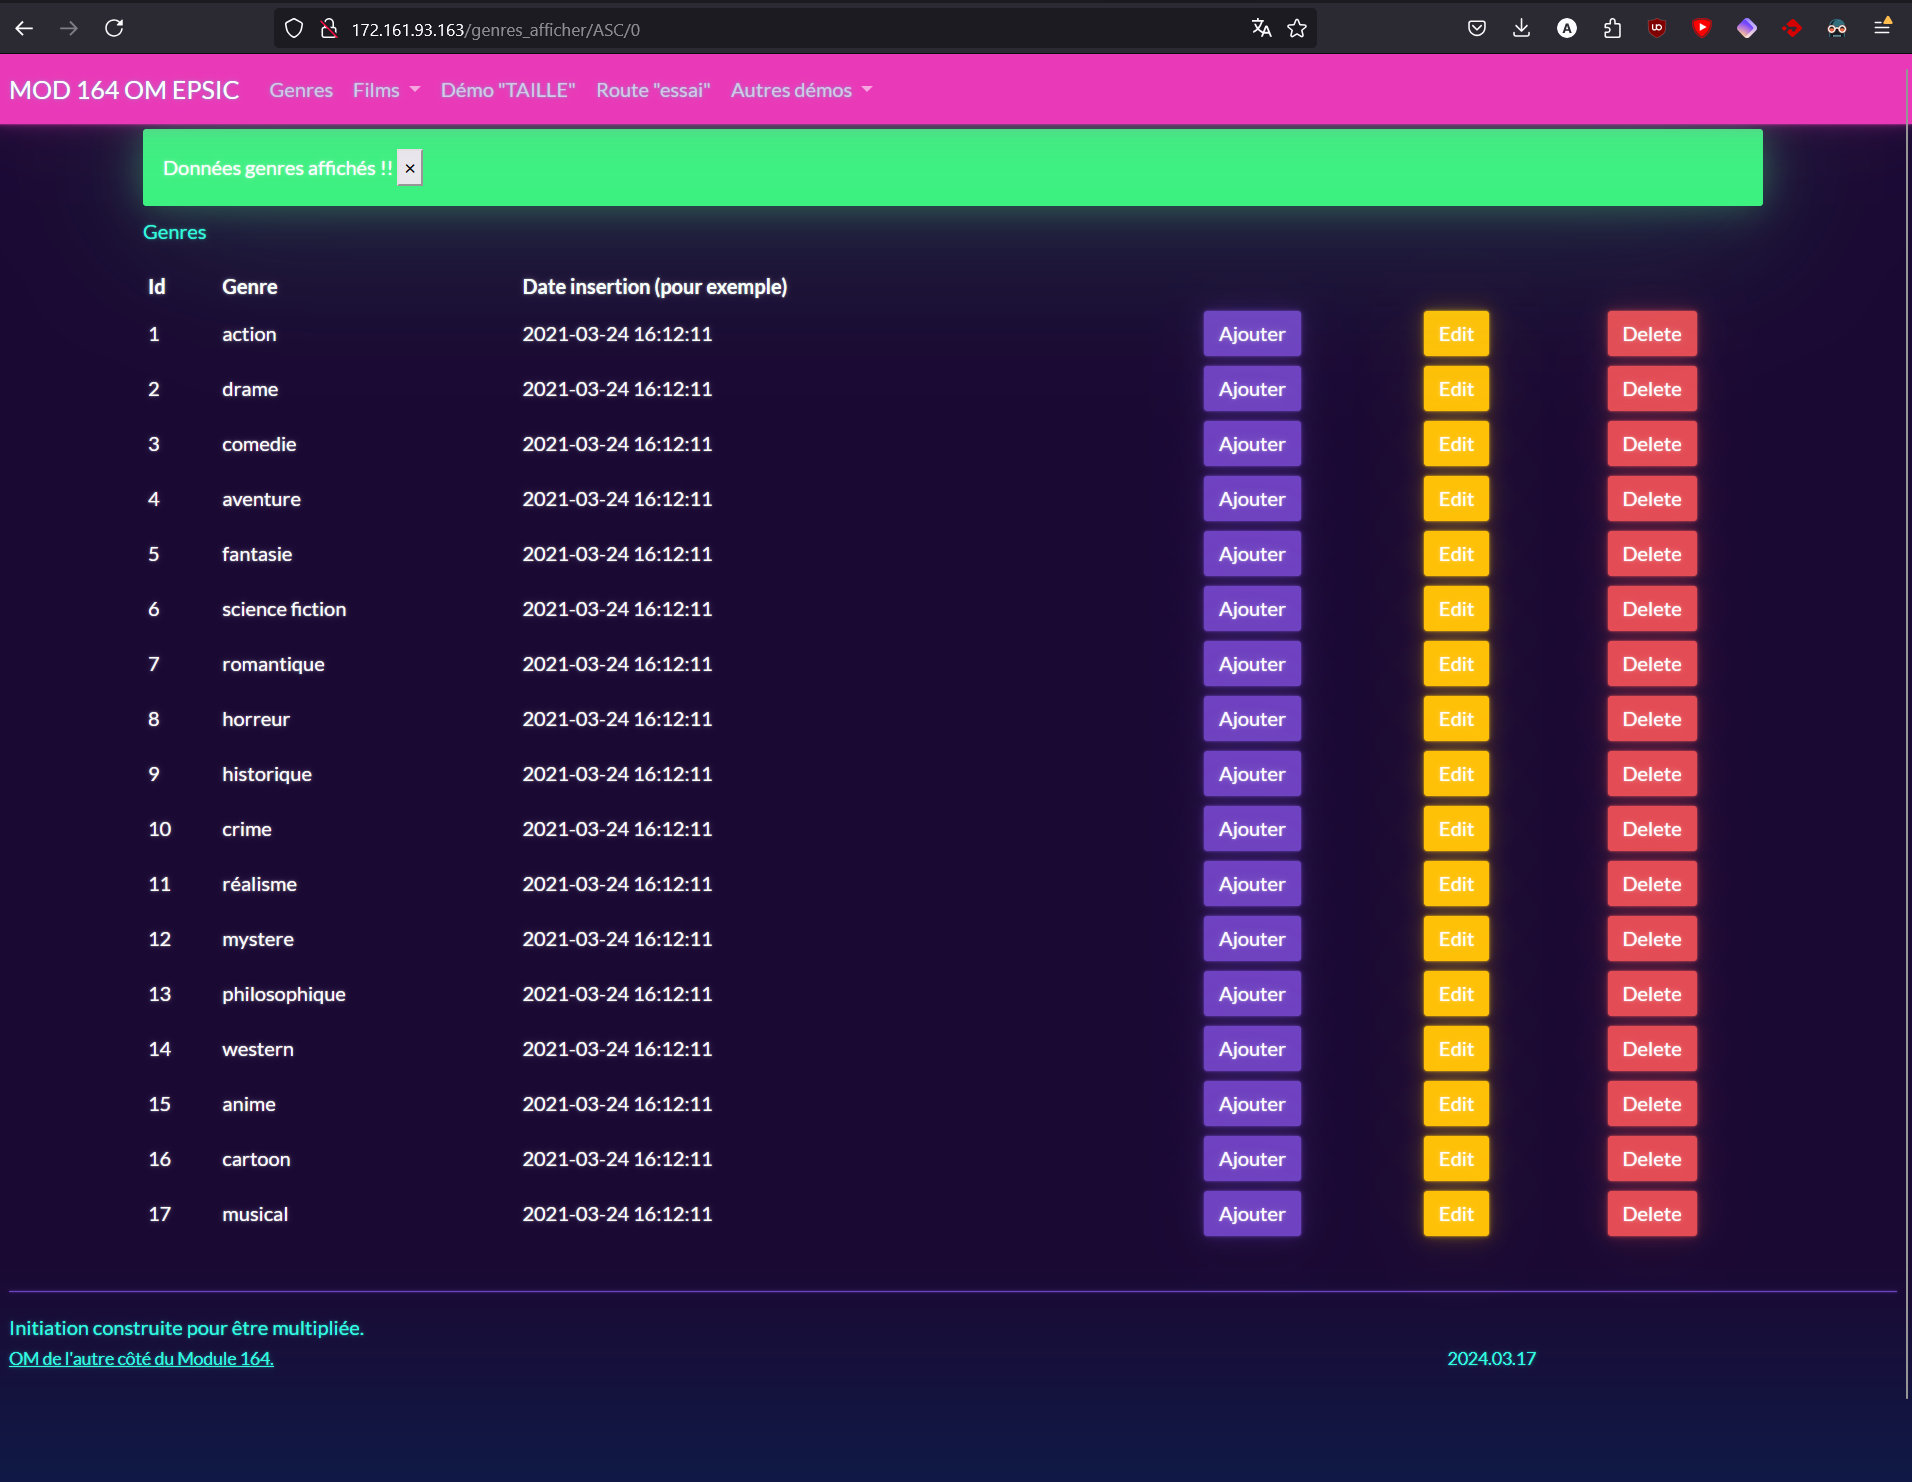 172.161.93.163/genres_afficher/ASC/0
MOD 164 OM EPSIC Genres Films Démo "TAILLE" Route "essai" Autres démos
Données genres affichés !! ×
Genres
Id Genre Date insertion (pour exemple)
1 action 2021-03-24 16:12:11 Ajouter Edit Delete
2 drame 2021-03-24 16:12:11 Ajouter Edit Delete
3 comedie 2021-03-24 16:12:11 Ajouter Edit Delete
4 aventure 2021-03-24 16:12:11 Ajouter Edit Delete
5 fantasie 2021-03-24 16:12:11 Ajouter Edit Delete
6 science fiction 2021-03-24 16:12:11 Ajouter Edit Delete
7 romantique 2021-03-24 16:12:11 Ajouter Edit Delete
8 horreur 2021-03-24 16:12:11 Ajouter Edit Delete
9 historique 2021-03-24 16:12:11 Ajouter Edit Delete
10 crime 2021-03-24 16:12:11 Ajouter Edit Delete
11 réalisme 2021-03-24 16:12:11 Ajouter Edit Delete
12 mystere 2021-03-24 16:12:11 Ajouter Edit Delete
13 philosophique 2021-03-24 16:12:11 Ajouter Edit Delete
14 western 2021-03-24 16:12:11 Ajouter Edit Delete
15 anime 2021-03-24 16:12:11 Ajouter Edit Delete
16 cartoon 2021-03-24 16:12:11 Ajouter Edit Delete
17 musical 2021-03-24 16:12:11 Ajouter Edit Delete
Initiation construite pour être multipliée.
OM de l'autre côté du Module 164. 2024.03.17